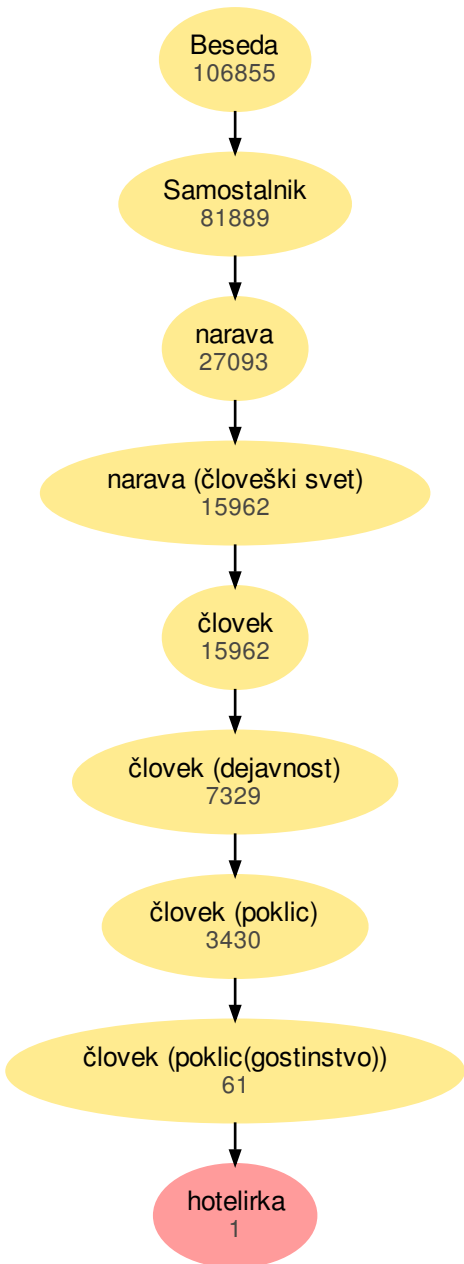 Beseda
106855
Samostalnik
81889
narava
27093
narava (človeški svet)
15962
človek
15962
človek (dejavnost)
7329
človek (poklic)
3430
človek (poklic(gostinstvo))
61
hotelirka
1